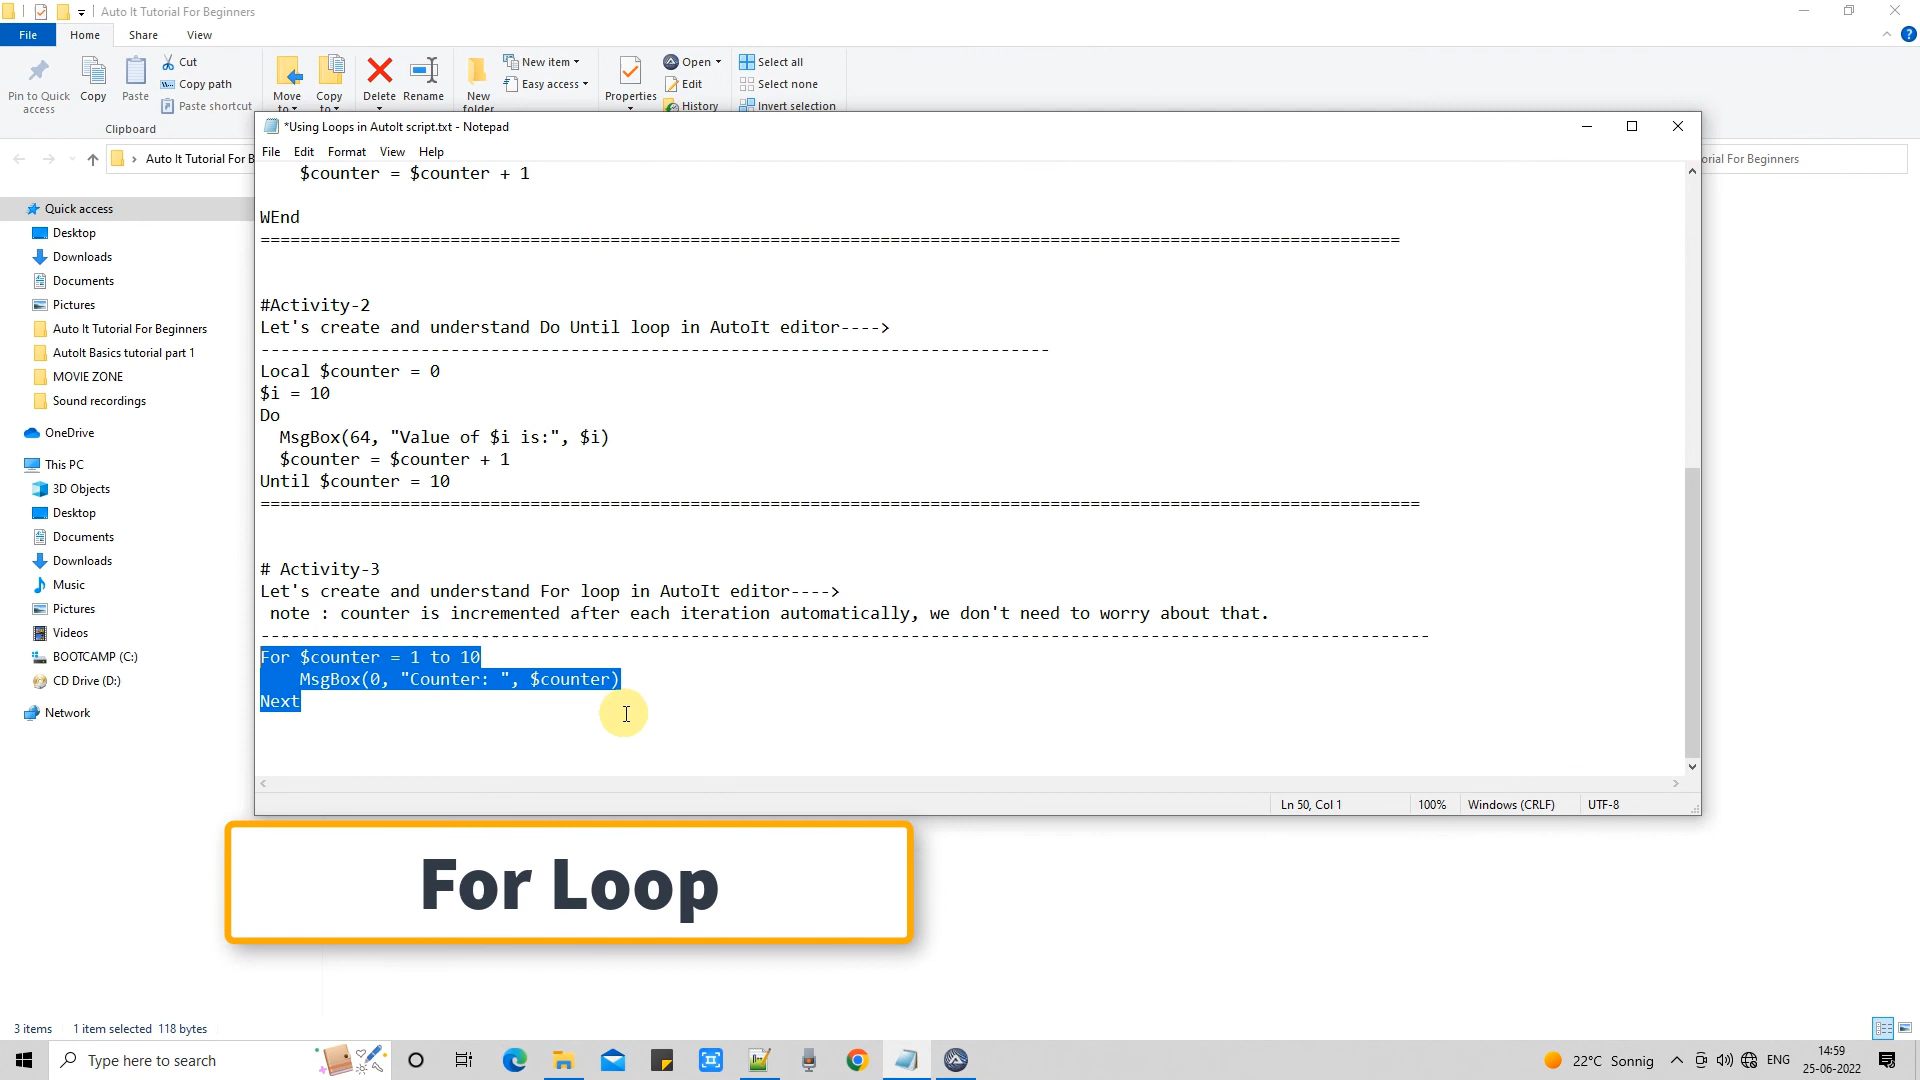 Auto It Tutorial For Beginners
File Home Share View
Pin to Quick access
Copy
Paste
Cut
Copy path
Paste shortcut
Clipboard
Move to
Copy to
Delete
Rename
New folder
New item
Easy access
Properties
Open
Edit
History
Select all
Select none
Invert selection
Auto It Tutorial For B
orial For Beginners
Quick access
Desktop
Downloads
Documents
Pictures
Auto It Tutorial For Beginners
AutoIt Basics tutorial part 1
MOVIE ZONE
Sound recordings
OneDrive
This PC
3D Objects
Desktop
Documents
Downloads
Music
Pictures
Videos
BOOTCAMP (C:)
CD Drive (D:)
Network
*Using Loops in AutoIt script.txt - Notepad
File Edit Format View Help
$counter = $counter + 1
WEnd
==================================================================================================================
#Activity-2
Let's create and understand Do Until loop in AutoIt editor---->
-------------------------------------------------------------------------------
Local $counter = 0
$i = 10
Do
MsgBox(64, "Value of $i is:", $i)
$counter = $counter + 1
Until $counter = 10
====================================================================================================================
# Activity-3
Let's create and understand For loop in AutoIt editor---->
note : counter is incremented after each iteration automatically, we don't need to worry about that.
---------------------------------------------------------------------------------------------------------------------
For $counter = 1 to 10
MsgBox(0, "Counter: ", $counter)
Next
Ln 50, Col 1 100% Windows (CRLF) UTF-8
For Loop
3 items 1 item selected 118 bytes
Type here to search
22°C Sonnig
ENG
14:59
25-06-2022